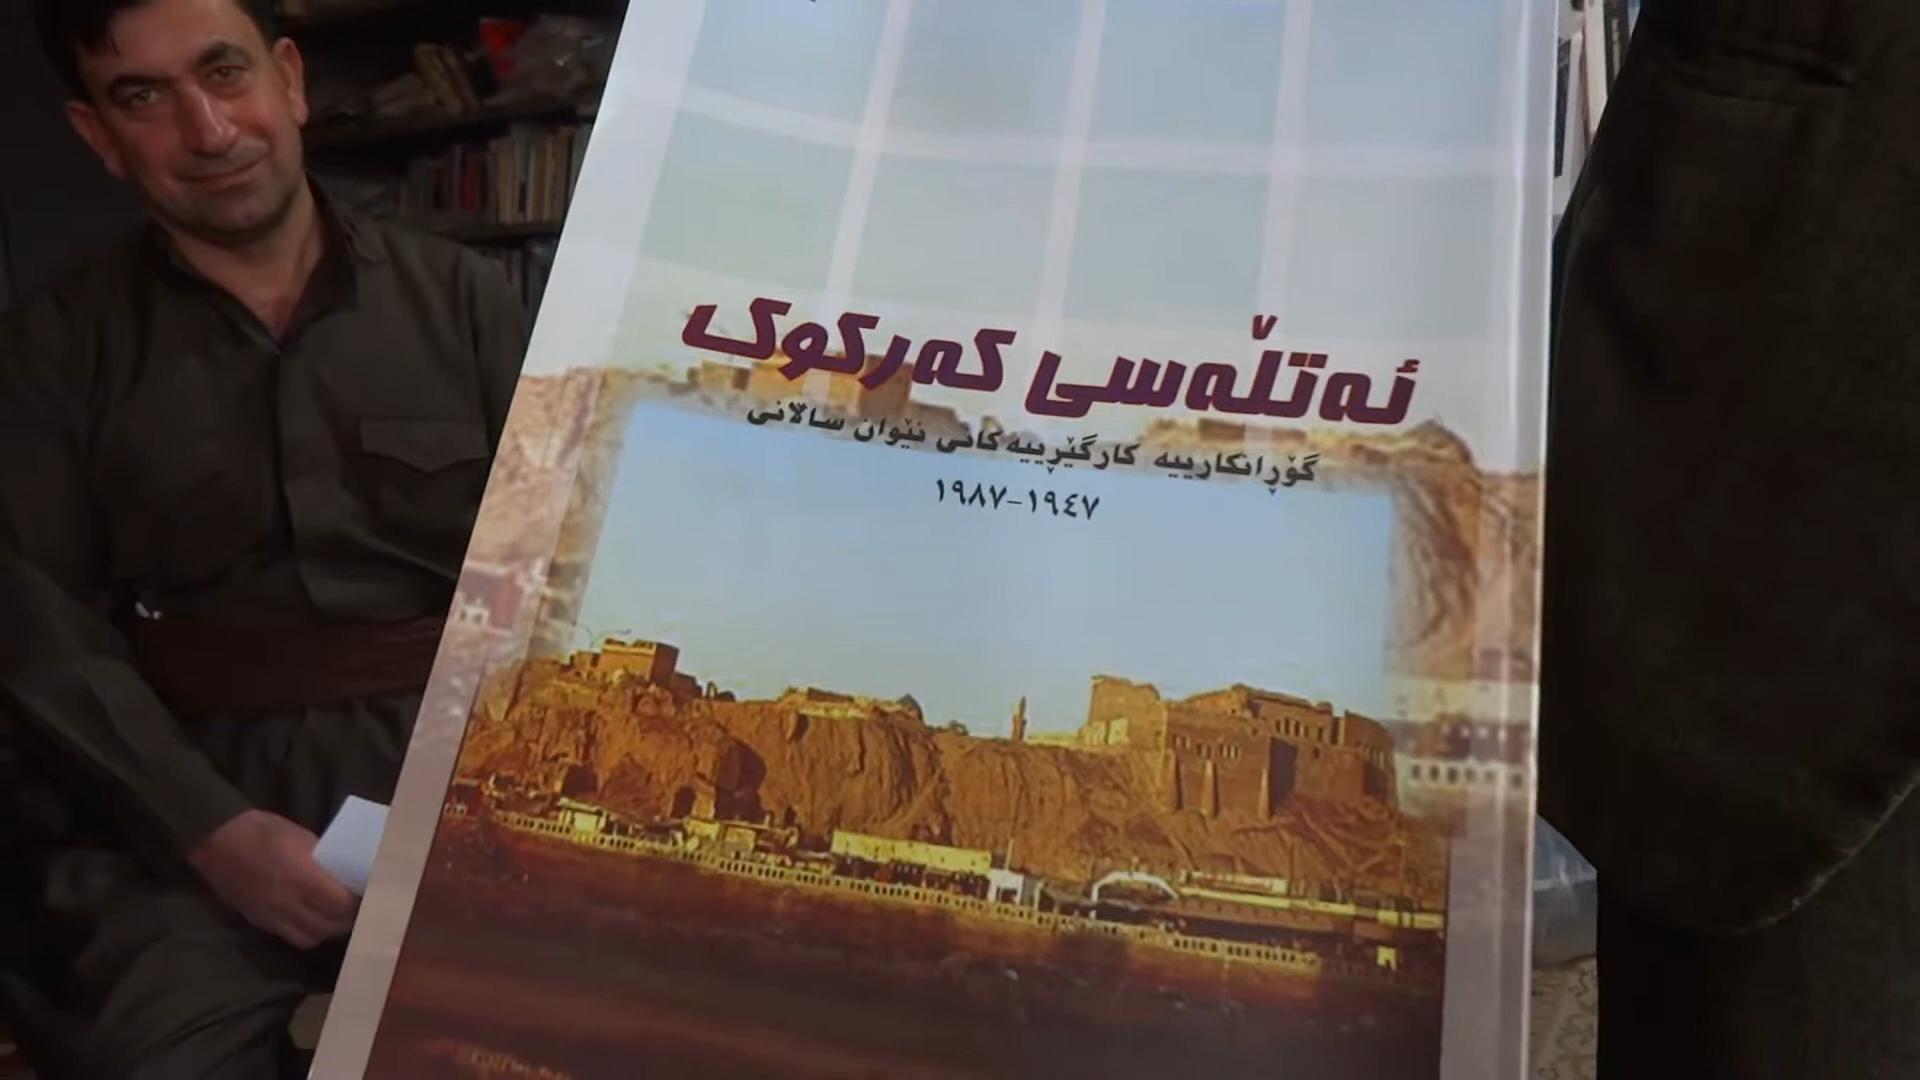 ئەتڵەسی کەرکوک
گۆڕانکارییە کارگێڕییەکانی نێوان ساڵانی
١٩٤٧-١٩٨٧